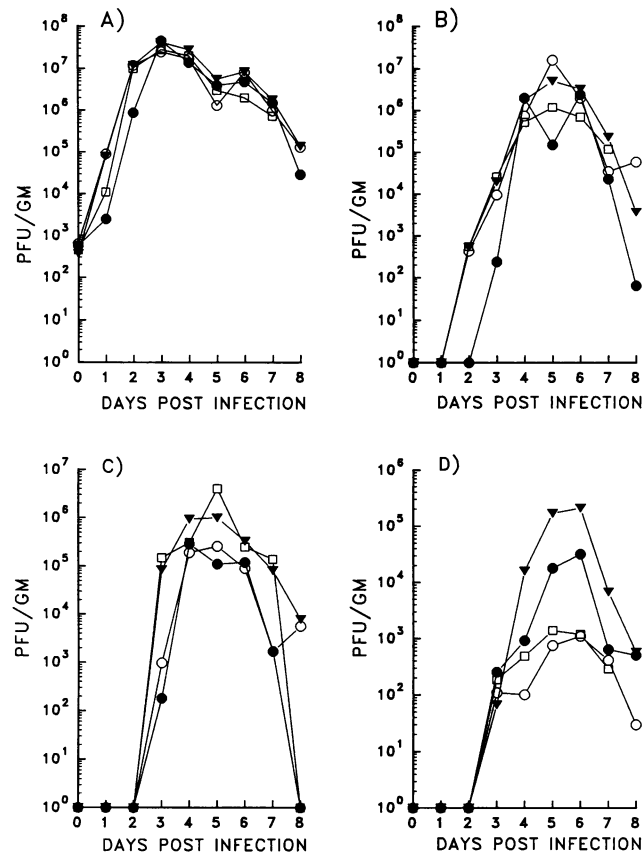 A)
10⁸
10⁷
10⁶
10⁵
10⁴
10³
10²
10¹
10⁰
PFU/GM
0 1 2 3 4 5 6 7 8
DAYS POST INFECTION
B)
10⁸
10⁷
10⁶
10⁵
10⁴
10³
10²
10¹
10⁰
PFU/GM
0 1 2 3 4 5 6 7 8
DAYS POST INFECTION
C)
10⁷
10⁶
10⁵
10⁴
10³
10²
10¹
10⁰
PFU/GM
0 1 2 3 4 5 6 7 8
DAYS POST INFECTION
D)
10⁶
10⁵
10⁴
10³
10²
10¹
10⁰
PFU/GM
0 1 2 3 4 5 6 7 8
DAYS POST INFECTION